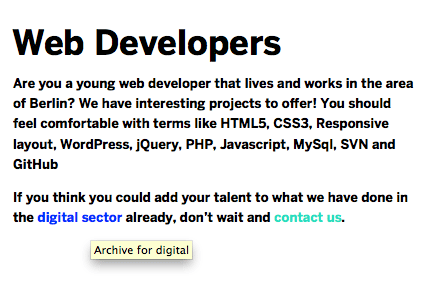 Web Developers
Are you a young web developer that lives and works in the area
of Berlin? We have interesting projects to offer! You should
feel comfortable with terms like HTML5, CSS3, Responsive
layout, WordPress, jQuery, PHP, Javascript, MySql, SVN and
GitHub
If you think you could add your talent to what we have done in
the digital sector already, don't wait and contact us.
Archive for digital